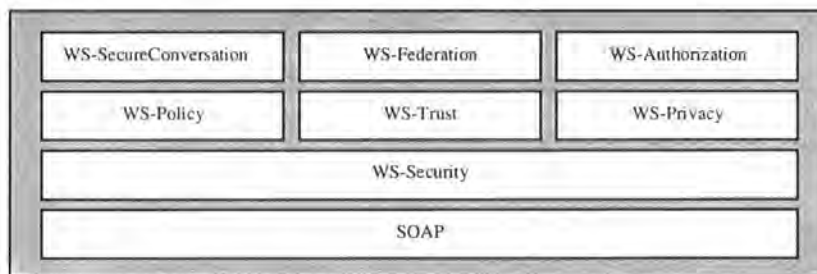 WS-SecureConversation WS-Federation WS-Authorization
WS-Policy WS-Trust WS-Privacy
WS-Security
SOAP